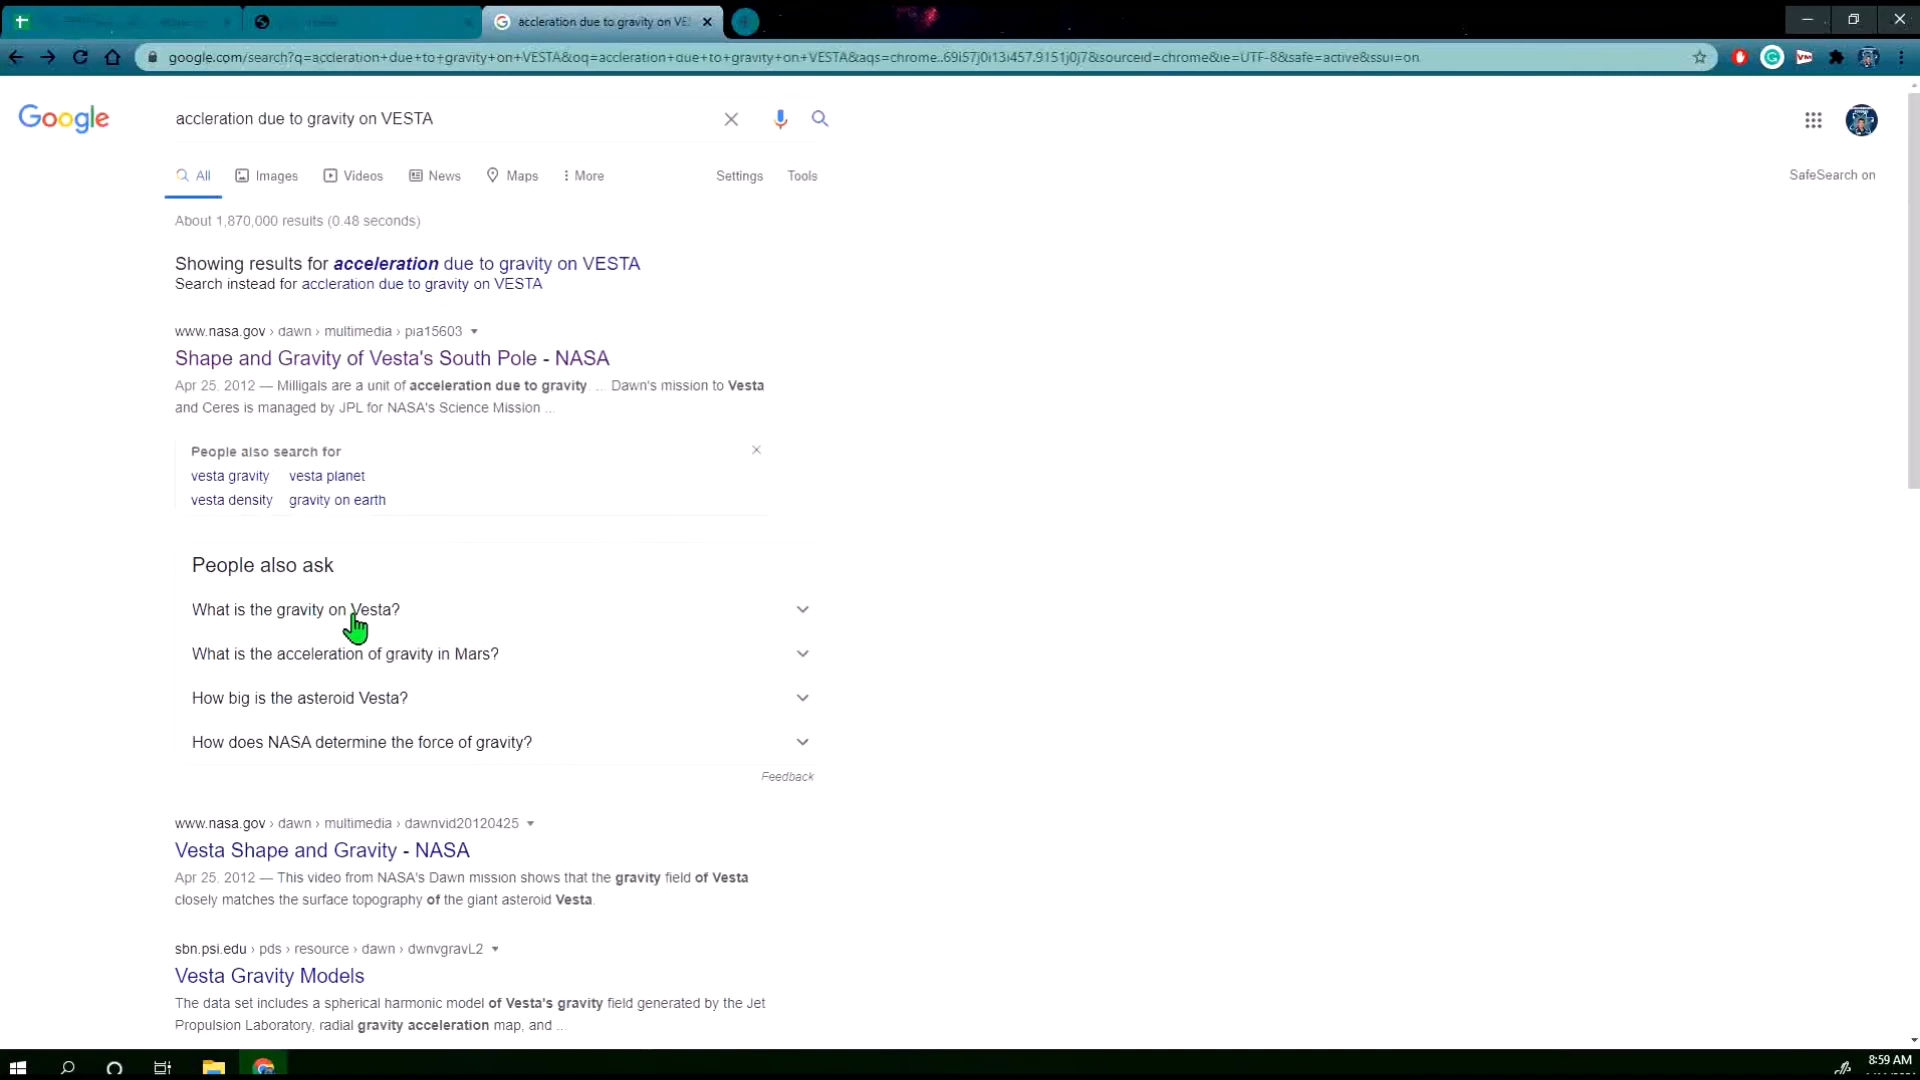 accleration due to gravity on VES
google.com/search?q=accleration+due+to+gravity+on+VESTA&oq=accleration+due+to+gravity+on+VESTA&aqs=chrome..69i57j0i13i457.9151j0j7&sourceid=chrome&ie=UTF-8&safe=active&ssui=on
Google
accleration due to gravity on VESTA
All Images Videos News Maps More Settings Tools
SafeSearch on
About 1,870,000 results (0.48 seconds)
Showing results for acceleration due to gravity on VESTA
Search instead for accleration due to gravity on VESTA
www.nasa.gov › dawn › multimedia › pia15603
Shape and Gravity of Vesta's South Pole - NASA
Apr 25, 2012 — Milligals are a unit of acceleration due to gravity ... Dawn's mission to Vesta
and Ceres is managed by JPL for NASA's Science Mission ...
People also search for
vesta gravity vesta planet
vesta density gravity on earth
People also ask
What is the gravity on Vesta?
What is the acceleration of gravity in Mars?
How big is the asteroid Vesta?
How does NASA determine the force of gravity?
Feedback
www.nasa.gov › dawn › multimedia › dawnvid20120425
Vesta Shape and Gravity - NASA
Apr 25, 2012 — This video from NASA's Dawn mission shows that the gravity field of Vesta
closely matches the surface topography of the giant asteroid Vesta.
sbn.psi.edu › pds › resource › dawn › dwnvgravL2
Vesta Gravity Models
The data set includes a spherical harmonic model of Vesta's gravity field generated by the Jet
Propulsion Laboratory, radial gravity acceleration map, and ...
8:59 AM